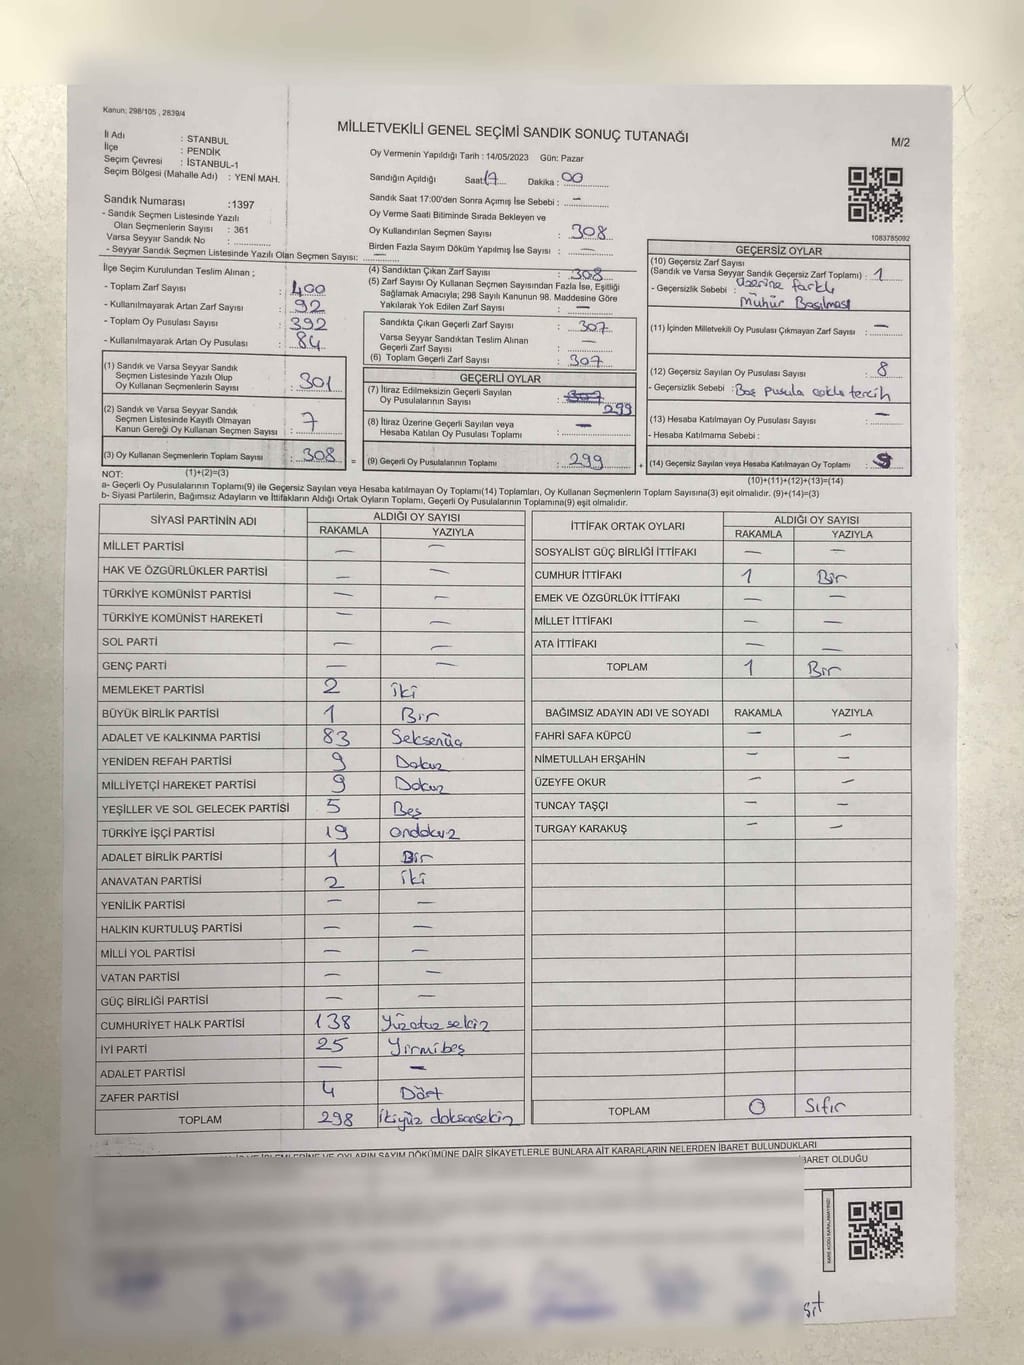 Kanun: 298/105 , 2839/4
MİLLETVEKİLİ GENEL SEÇİMİ SANDIK SONUÇ TUTANAĞI
M/2
İl Adı : STANBUL
İlçe : PENDİK
Seçim Çevresi : İSTANBUL-1
Seçim Bölgesi (Mahalle Adı) : YENİ MAH.
Oy Vermenin Yapıldığı Tarih : 14/05/2023 Gün: Pazar
Sandığın Açıldığı Saat: 17 Dakika : 00
Sandık Saat 17:00'den Sonra Açılmış İse Sebebi : —
Oy Verme Saati Bitiminde Sırada Bekleyen ve
Oy Kullandırılan Seçmen Sayısı : 308
Birden Fazla Sayım Döküm Yapılmış İse Sayısı : —
Sandık Numarası :1397
- Sandık Seçmen Listesinde Yazılı
Olan Seçmenlerin Sayısı : 361
Varsa Seyyar Sandık No :
- Seyyar Sandık Seçmen Listesinde Yazılı Olan Seçmen Sayısı: —
İlçe Seçim Kurulundan Teslim Alınan ;
- Toplam Zarf Sayısı : 400
- Kullanılmayarak Artan Zarf Sayısı : 92
- Toplam Oy Pusulası Sayısı : 392
- Kullanılmayarak Artan Oy Pusulası : 84
(1) Sandık ve Varsa Seyyar Sandık
Seçmen Listesinde Yazılı Olup
Oy Kullanan Seçmenlerin Sayısı : 301
(2) Sandık ve Varsa Seyyar Sandık
Seçmen Listesinde Kayıtlı Olmayan
Kanun Gereği Oy Kullanan Seçmen Sayısı : 7
(3) Oy Kullanan Seçmenlerin Toplam Sayısı : 308
(1)+(2)=(3)
(4) Sandıktan Çıkan Zarf Sayısı : 308
(5) Zarf Sayısı Oy Kullanan Seçmen Sayısından Fazla İse, Eşitliği
Sağlamak Amacıyla; 298 Sayılı Kanunun 98. Maddesine Göre
Yakılarak Yok Edilen Zarf Sayısı : —
Sandıkta Çıkan Geçerli Zarf Sayısı : 307
Varsa Seyyar Sandıktan Teslim Alınan
Geçerli Zarf Sayısı : —
(6) Toplam Geçerli Zarf Sayısı : 307
GEÇERLİ OYLAR
(7) İtiraz Edilmeksizin Geçerli Sayılan
Oy Pusulalarının Sayısı : 307 299
(8) İtiraz Üzerine Geçerli Sayılan veya
Hesaba Katılan Oy Pusulası Toplamı : —
= (9) Geçerli Oy Pusulalarının Toplamı : 299 +
1083785092
GEÇERSİZ OYLAR
(10) Geçersiz Zarf Sayısı
(Sandık ve Varsa Seyyar Sandık Geçersiz Zarf Toplamı) : 1
- Geçersizlik Sebebi : üzerine farklı
mühür Basılması
(11) İçinden Milletvekili Oy Pusulası Çıkmayan Zarf Sayısı : —
(12) Geçersiz Sayılan Oy Pusulası Sayısı : 8
- Geçersizlik Sebebi : Boş pusula çoklu tercih
(13) Hesaba Katılmayan Oy Pusulası Sayısı : —
- Hesaba Katılmama Sebebi :
(14) Geçersiz Sayılan veya Hesaba Katılmayan Oy Toplamı : 9
(10)+(11)+(12)+(13)=(14)
NOT:
a- Geçerli Oy Pusulalarının Toplamı(9) ile Geçersiz Sayılan veya Hesaba katılmayan Oy Toplamı(14) Toplamları, Oy Kullanan Seçmenlerin Toplam Sayısına(3) eşit olmalıdır. (9)+(14)=(3)
b- Siyasi Partilerin, Bağımsız Adayların ve İttifakların Aldığı Ortak Oyların Toplamı, Geçerli Oy Pusulalarının Toplamına(9) eşit olmalıdır.
SİYASİ PARTİNİN ADI ALDIĞI OY SAYISI
RAKAMLA YAZIYLA
MİLLET PARTİSİ — —
HAK VE ÖZGÜRLÜKLER PARTİSİ — —
TÜRKİYE KOMÜNİST PARTİSİ — —
TÜRKİYE KOMÜNİST HAREKETİ — —
SOL PARTİ — —
GENÇ PARTİ — —
MEMLEKET PARTİSİ 2 iki
BÜYÜK BİRLİK PARTİSİ 1 Bir
ADALET VE KALKINMA PARTİSİ 83 Seksenüç
YENİDEN REFAH PARTİSİ 9 Dokuz
MİLLİYETÇİ HAREKET PARTİSİ 9 Dokuz
YEŞİLLER VE SOL GELECEK PARTİSİ 5 Beş
TÜRKİYE İŞÇİ PARTİSİ 19 ondokuz
ADALET BİRLİK PARTİSİ 1 Bir
ANAVATAN PARTİSİ 2 iki
YENİLİK PARTİSİ — —
HALKIN KURTULUŞ PARTİSİ — —
MİLLİ YOL PARTİSİ — —
VATAN PARTİSİ — —
GÜÇ BİRLİĞİ PARTİSİ — —
CUMHURİYET HALK PARTİSİ 138 yüzotuzsekiz
İYİ PARTİ 25 Yirmibeş
ADALET PARTİSİ — —
ZAFER PARTİSİ 4 Dört
TOPLAM 298 ikiyüz doksansekiz
İTTİFAK ORTAK OYLARI ALDIĞI OY SAYISI
RAKAMLA YAZIYLA
SOSYALİST GÜÇ BİRLİĞİ İTTİFAKI — —
CUMHUR İTTİFAKI 1 Bir
EMEK VE ÖZGÜRLÜK İTTİFAKI — —
MİLLET İTTİFAKI — —
ATA İTTİFAKI — —
TOPLAM 1 Bir
BAĞIMSIZ ADAYIN ADI VE SOYADI RAKAMLA YAZIYLA
FAHRİ SAFA KÜPCÜ — —
NİMETULLAH ERŞAHİN — —
ÜZEYFE OKUR — —
TUNCAY TAŞÇI — —
TURGAY KARAKUŞ — —
TOPLAM 0 Sıfır
OYLARIN SAYIM DÖKÜMÜNE DAİR ŞİKAYETLERLE BUNLARA AİT KARARLARIN NELERDEN İBARET BULUNDUKLARI
İBARET OLDUĞU
KARE KODU KARALAMAYINIZ!